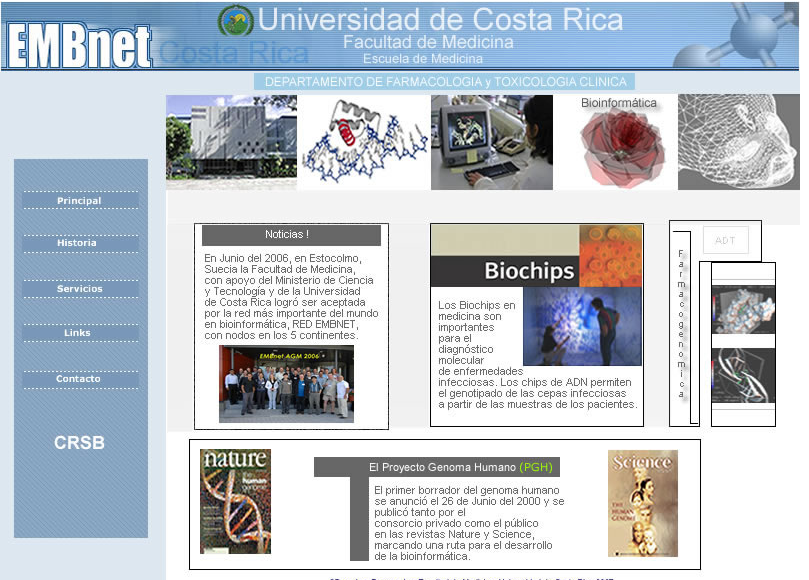 EMBnet
Costa Rica
Universidad de Costa Rica
Facultad de Medicina
Escuela de Medicina
DEPARTAMENTO DE FARMACOLOGIA y TOXICOLOGIA CLINICA
Bioinformática
Principal
Historia
Servicios
Links
Contacto
CRSB
Noticias !
En Junio del 2006, en Estocolmo,
Suecia la Facultad de Medicina,
con apoyo del Ministerio de Ciencia
y Tecnología y de la Universidad
de Costa Rica logró ser aceptada
por la red más importante del mundo
en bioinformática, RED EMBNET,
con nodos en los 5 continentes.
EMBnet AGM 2006
Biochips
Los Biochips en
medicina son
importantes
para el
diagnóstico
molecular
de enfermedades
infecciosas. Los chips de ADN permiten
el genotipado de las cepas infecciosas
a partir de las muestras de los pacientes.
ADT
Farmacogenomica
nature
the
human
genome
El Proyecto Genoma Humano (PGH)
El primer borrador del genoma humano
se anunció el 26 de Junio del 2000 y se
publicó tanto por el
consorcio privado como el público
en las revistas Nature y Science,
marcando una ruta para el desarrollo
de la bioinformática.
Science
THE
HUMAN
GENOME